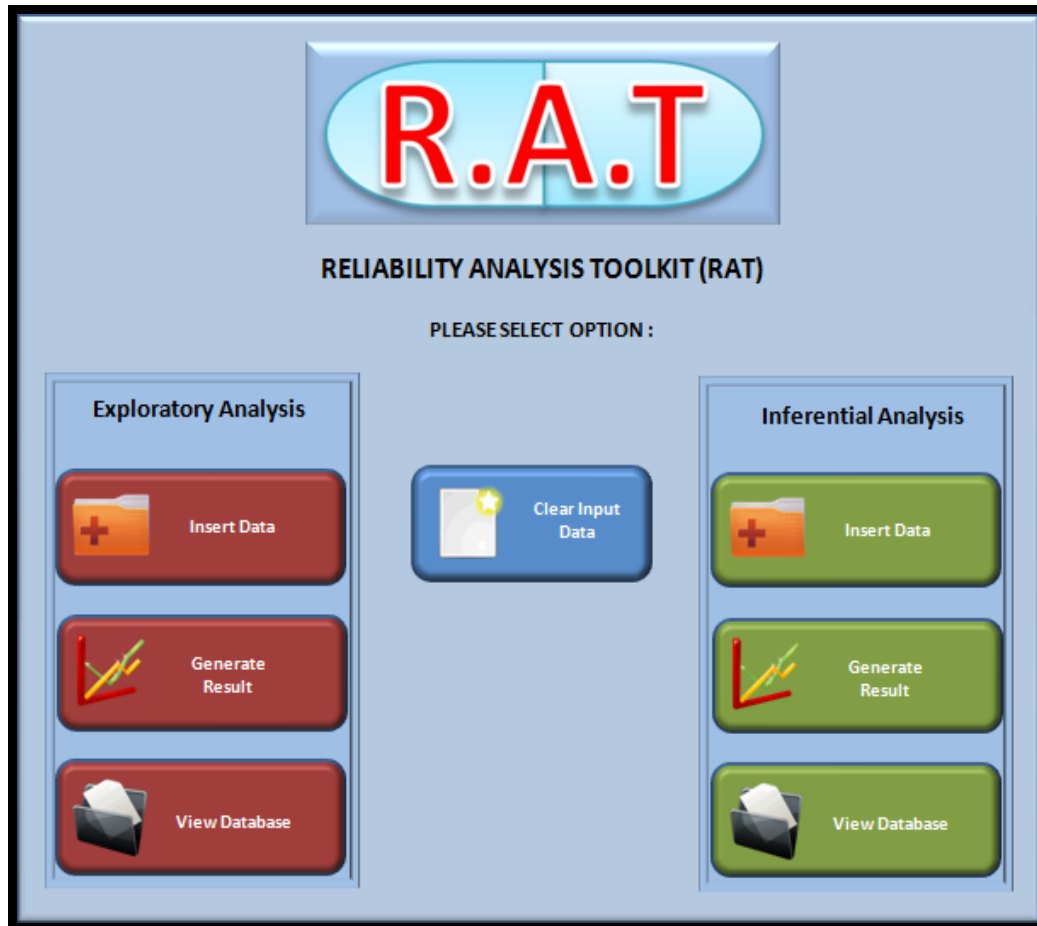 R.A.T
RELIABILITY ANALYSIS TOOLKIT (RAT)
PLEASE SELECT OPTION :
Exploratory Analysis
Insert Data
Generate
Result
View Database
Clear Input
Data
Inferential Analysis
Insert Data
Generate
Result
View Database